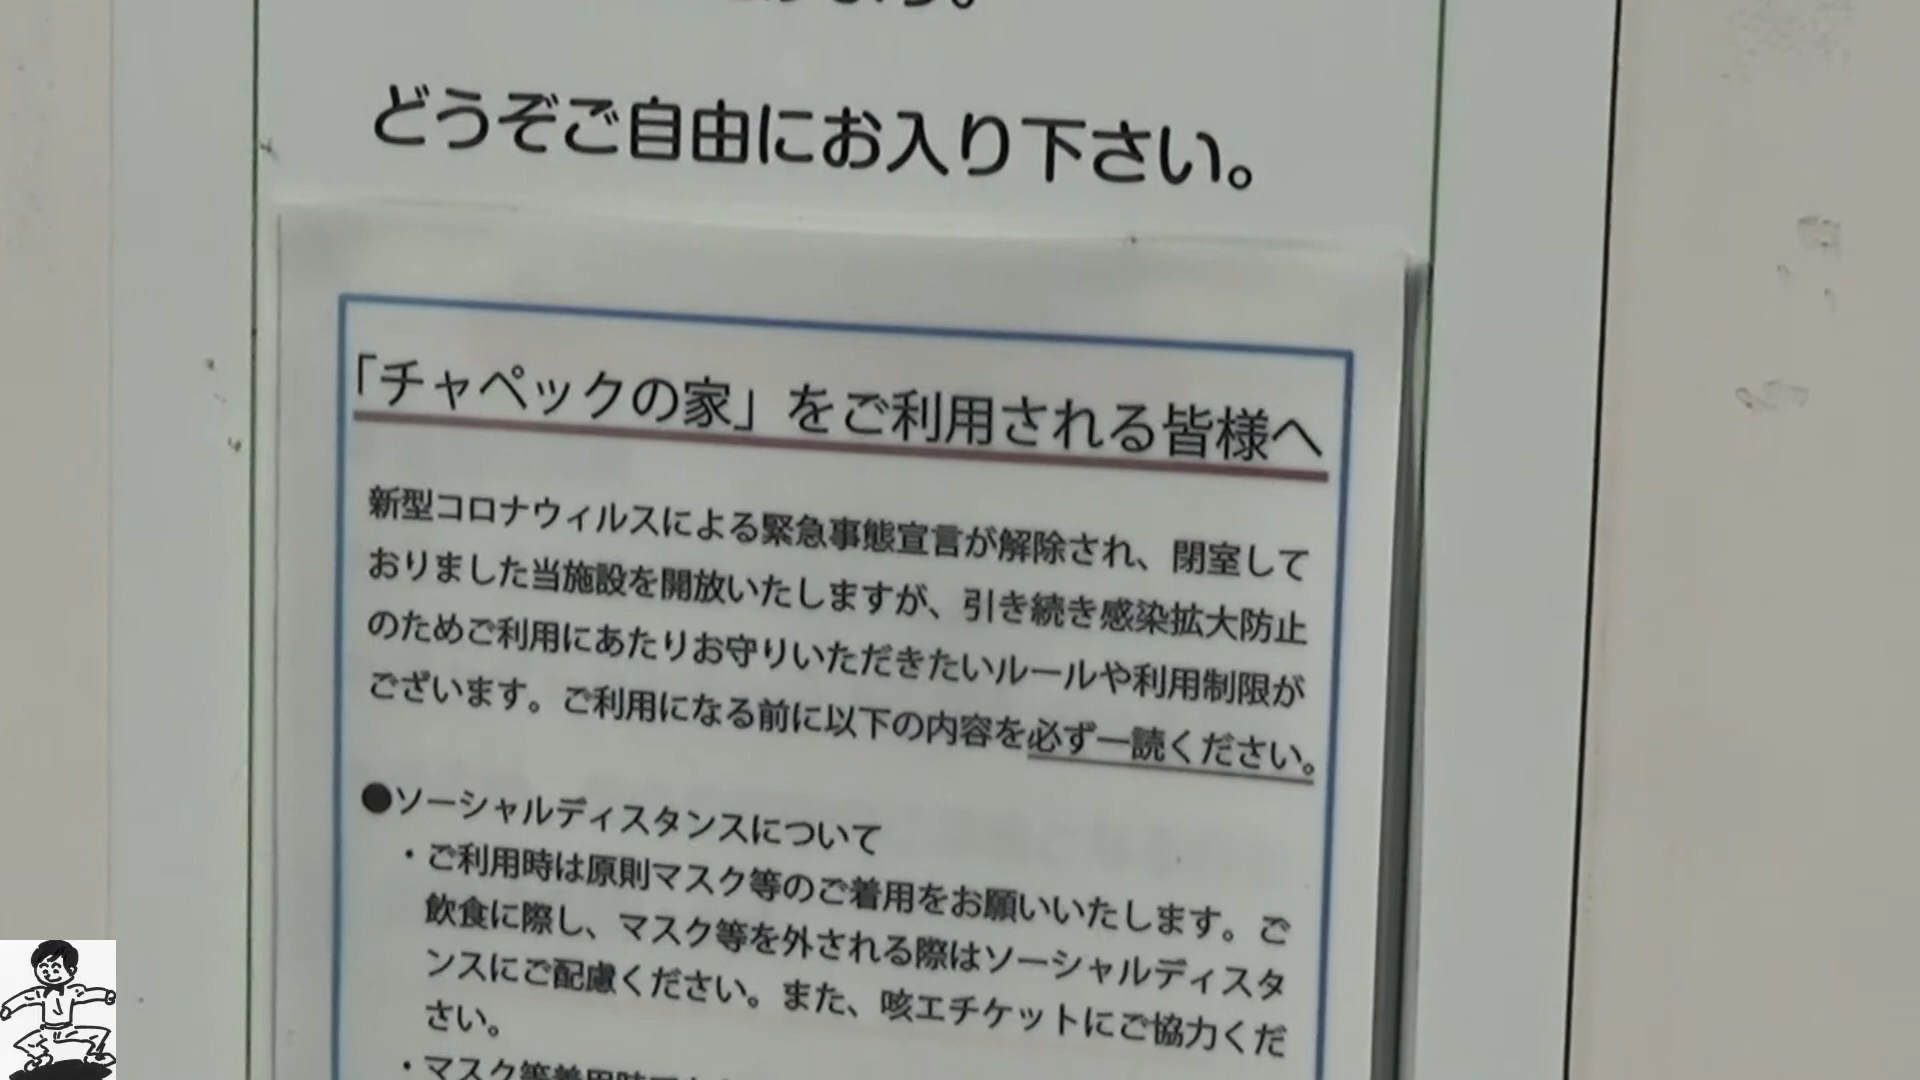 どうぞご自由にお入り下さい。
「チャペックの家」をご利用される皆様へ
新型コロナウィルスによる緊急事態宣言が解除され、閉室して
おりました当施設を開放いたしますが、引き続き感染拡大防止
のためご利用にあたりお守りいただきたいルールや利用制限が
ございます。ご利用になる前に以下の内容を必ず一読ください。
●ソーシャルディスタンスについて
・ご利用時は原則マスク等のご着用をお願いいたします。ご
飲食に際し、マスク等を外される際はソーシャルディスタ
ンスにご配慮ください。また、咳エチケットにご協力くだ
さい。
・マスク等着用時